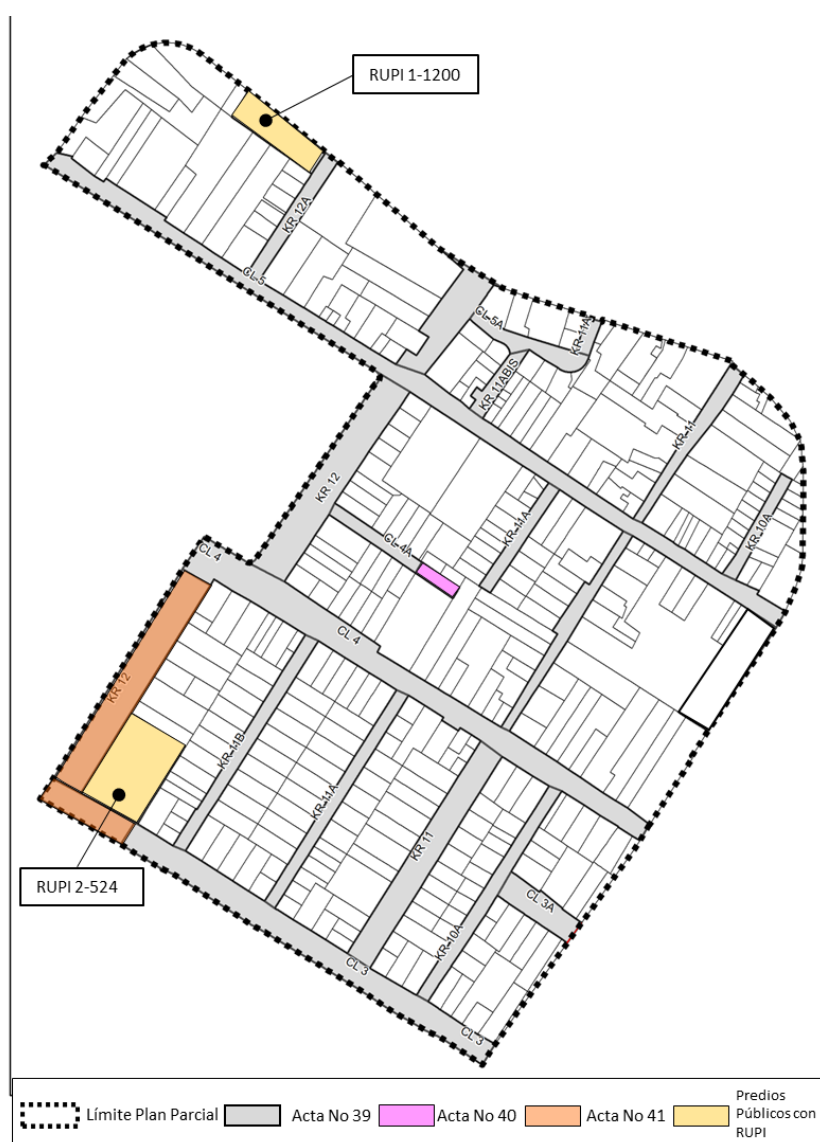 RUPI 1-1200
KR 12A
CL 5
CL 5A
KR 11A
KR 11ABIS
KR 11
KR 12
KR 10A
KR 11A
CL 4A
CL 4
CL 4
KR 12
KR 11B
KR 11A
KR 11
CL 3A
KR 10A
RUPI 2-524
CL 3
CL 3
Límite Plan Parcial
Acta No 39
Acta No 40
Acta No 41
Predios
Públicos con
RUPI